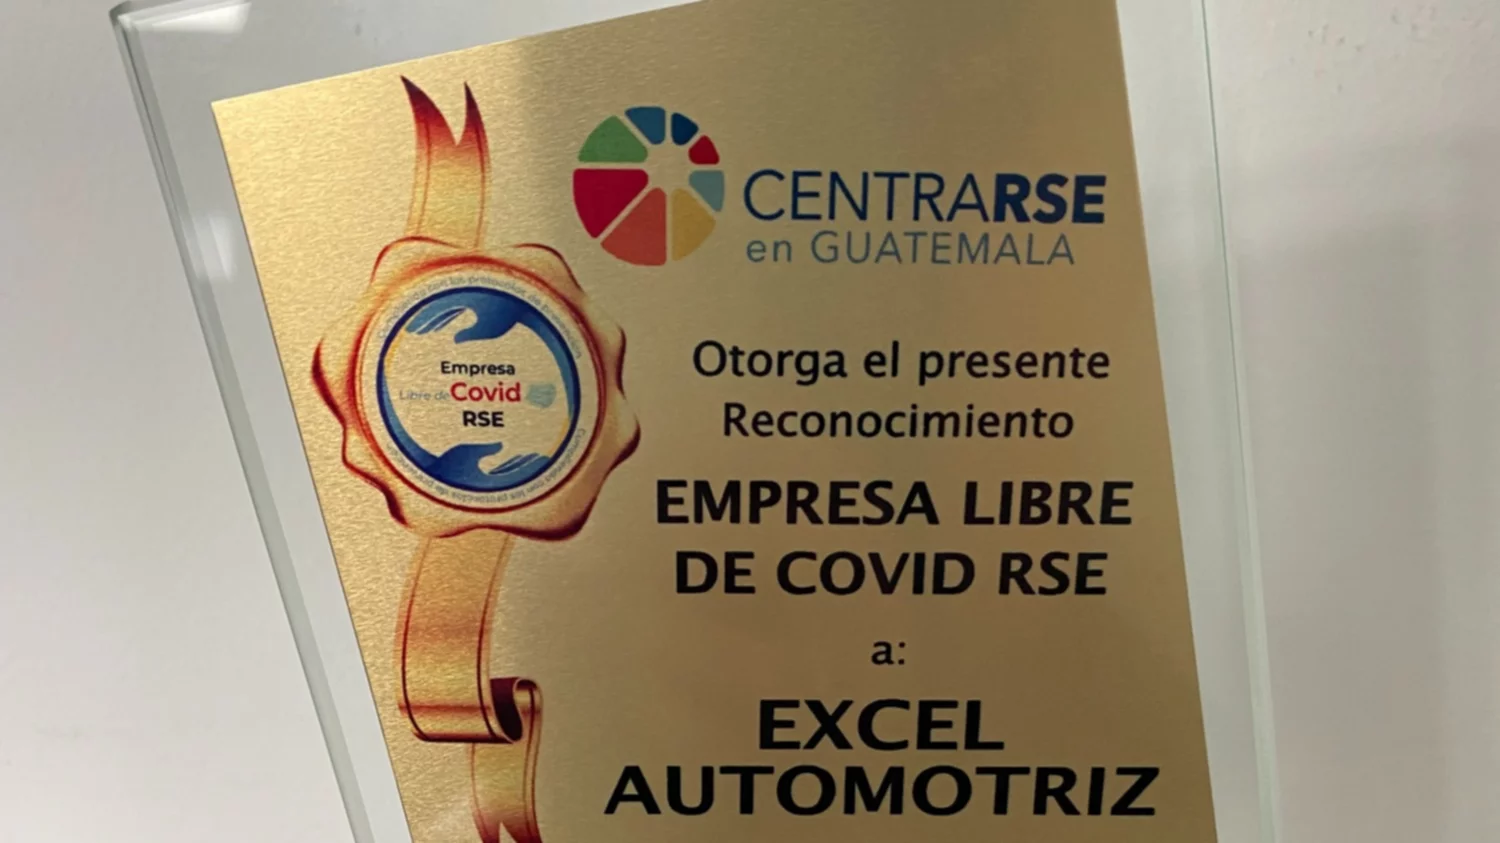 CENTRARSE
en GUATEMALA
Otorga el presente
Reconocimiento
EMPRESA LIBRE
DE COVID RSE
a:
EXCEL
AUTOMOTRIZ
Empresa
Libre de Covid
RSE